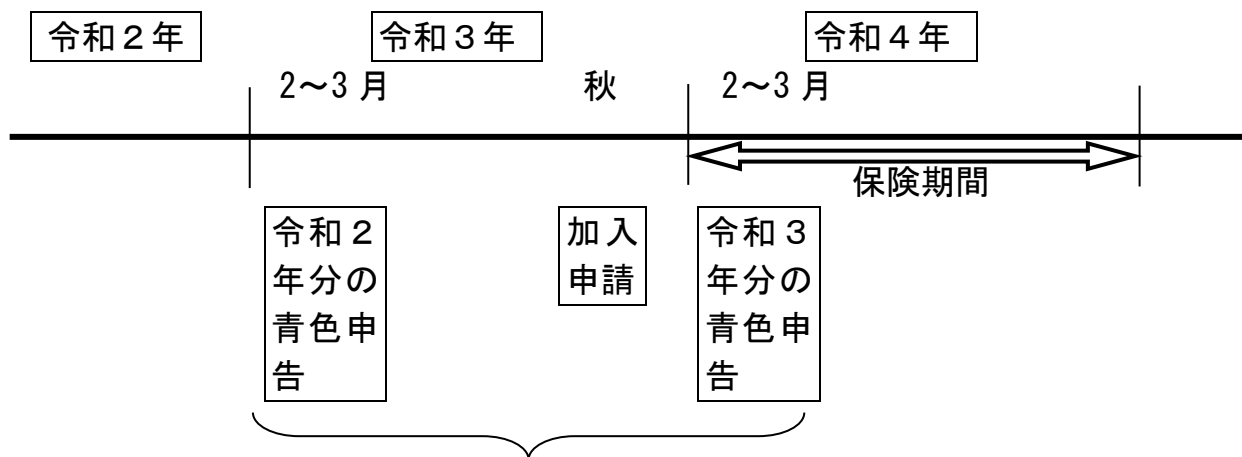 令和２年
令和３年
令和４年
2～3 月
秋
2～3 月
保険期間
令和２
年分の
青色申
告
加入
申請
令和３
年分の
青色申
告